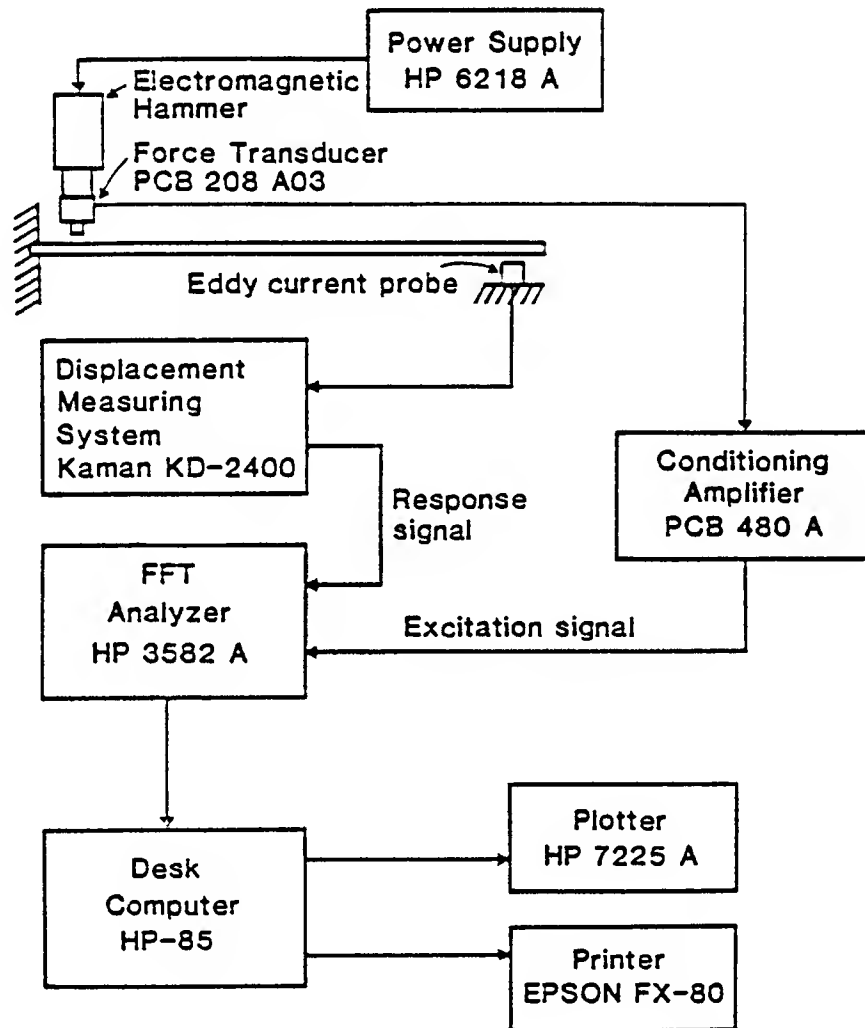 Power Supply
HP 6218 A
Electromagnetic
Hammer
Force Transducer
PCB 208 A03
Eddy current probe
Displacement
Measuring
System
Kaman KD-2400
Response
signal
Conditioning
Amplifier
PCB 480 A
FFT
Analyzer
HP 3582 A
Excitation signal
Desk
Computer
HP-85
Plotter
HP 7225 A
Printer
EPSON FX-80